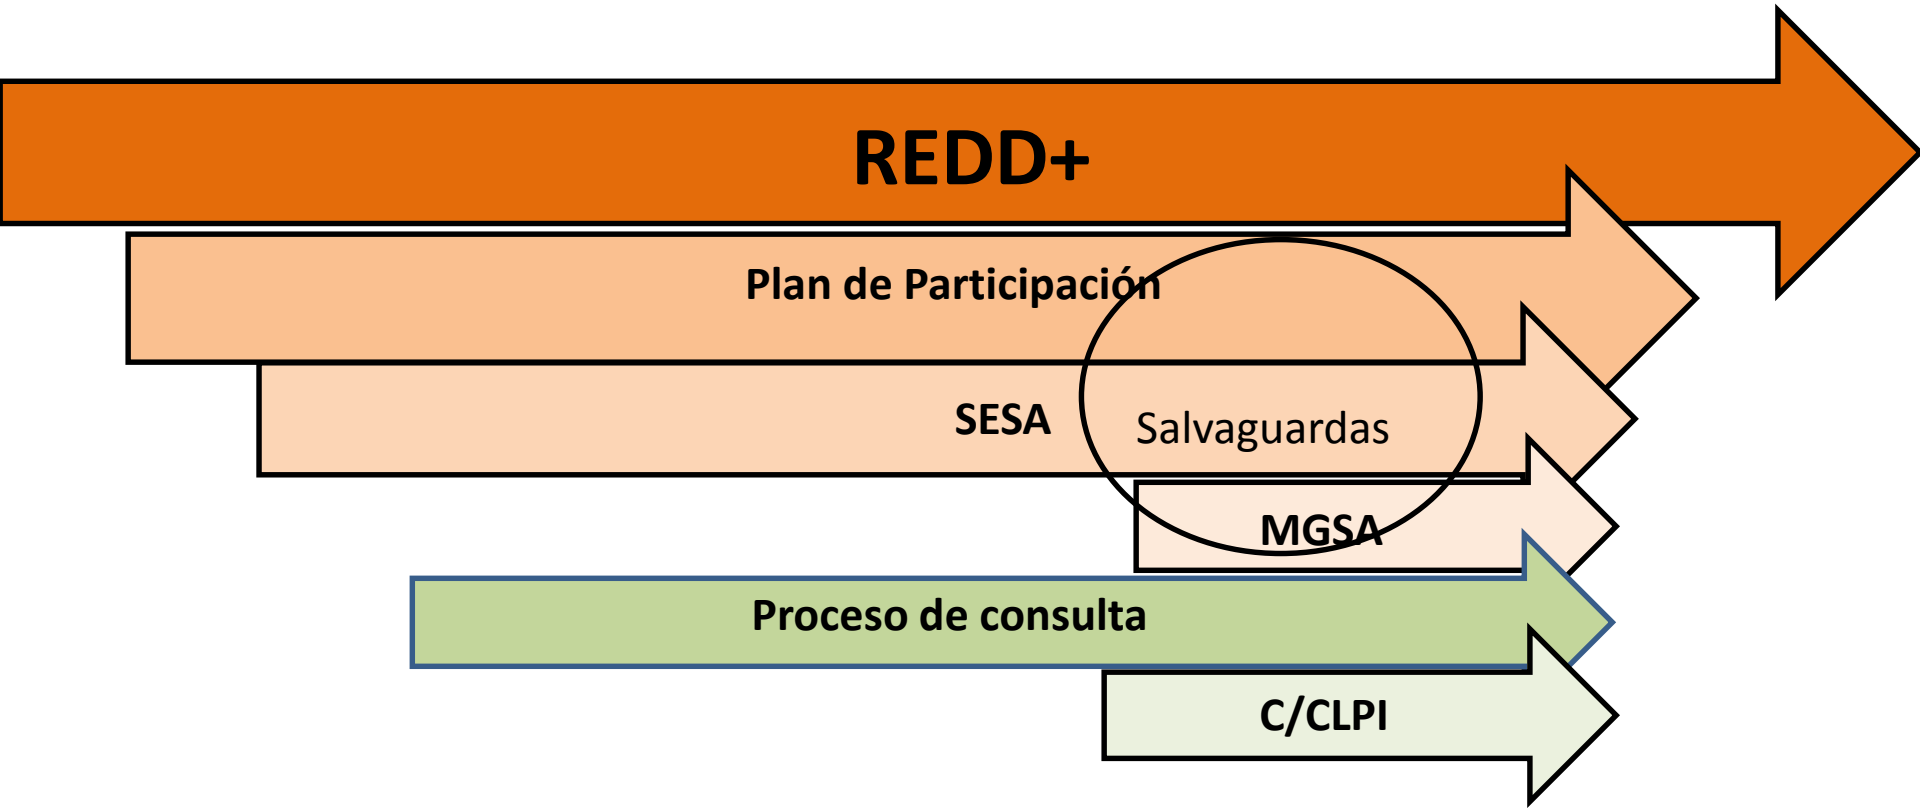 REDD+
Plan de Participación
SESA
Salvaguardas
MGSA
Proceso de consulta
C/CLPI